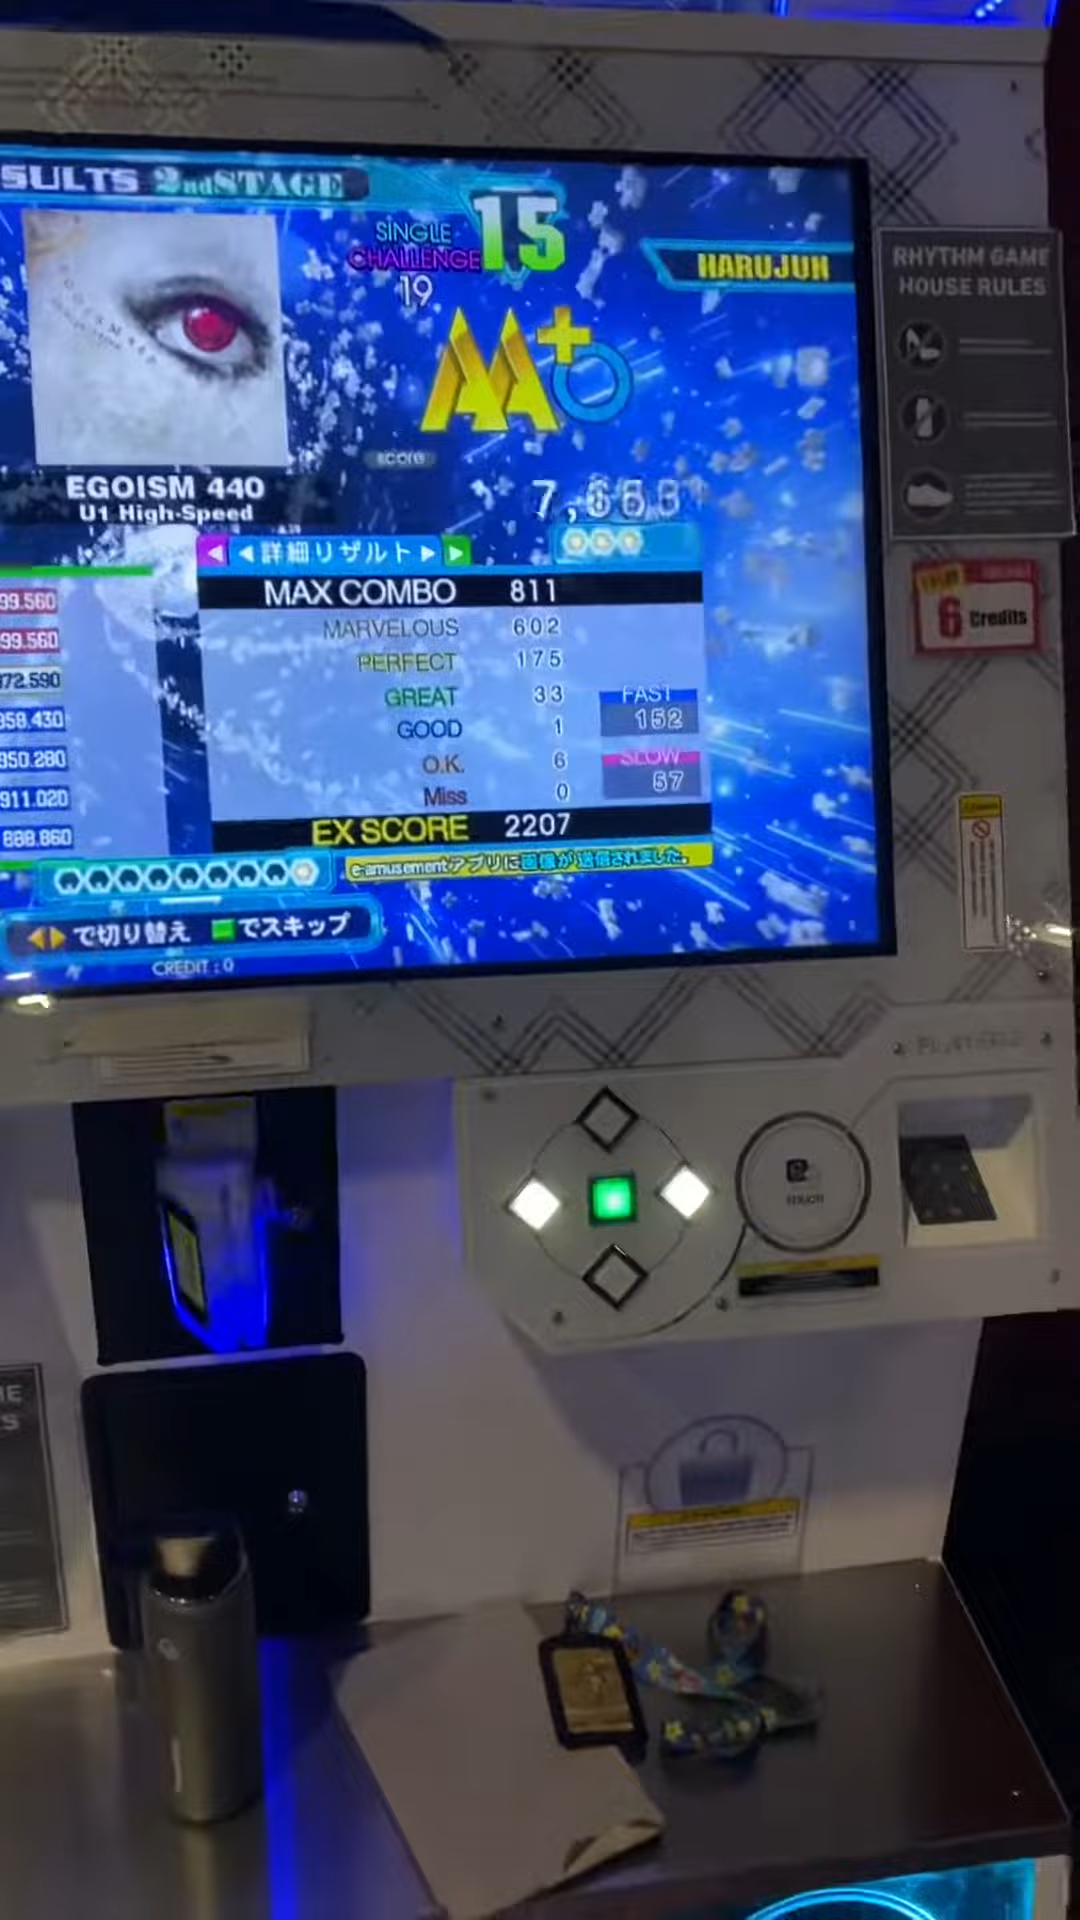 SULTS 2ndSTAGE
15
SINGLE
CHALLENGE
19
HARUJUN
AA+
score
EGOISM 440
U1 High-Speed
詳細リザルト
MAX COMBO 811
MARVELOUS 602
PERFECT 175
GREAT 33
GOOD 1
O.K. 6
Miss 0
FAST
152
SLOW
57
EX SCORE 2207
99.560
99.560
972.590
958.430
950.280
911.020
888.860
e-amusementアプリに画像が送信されました。
で切り替え でスキップ
CREDIT : 0
RHYTHM GAME
HOUSE RULES
6 Credits
TOUCH